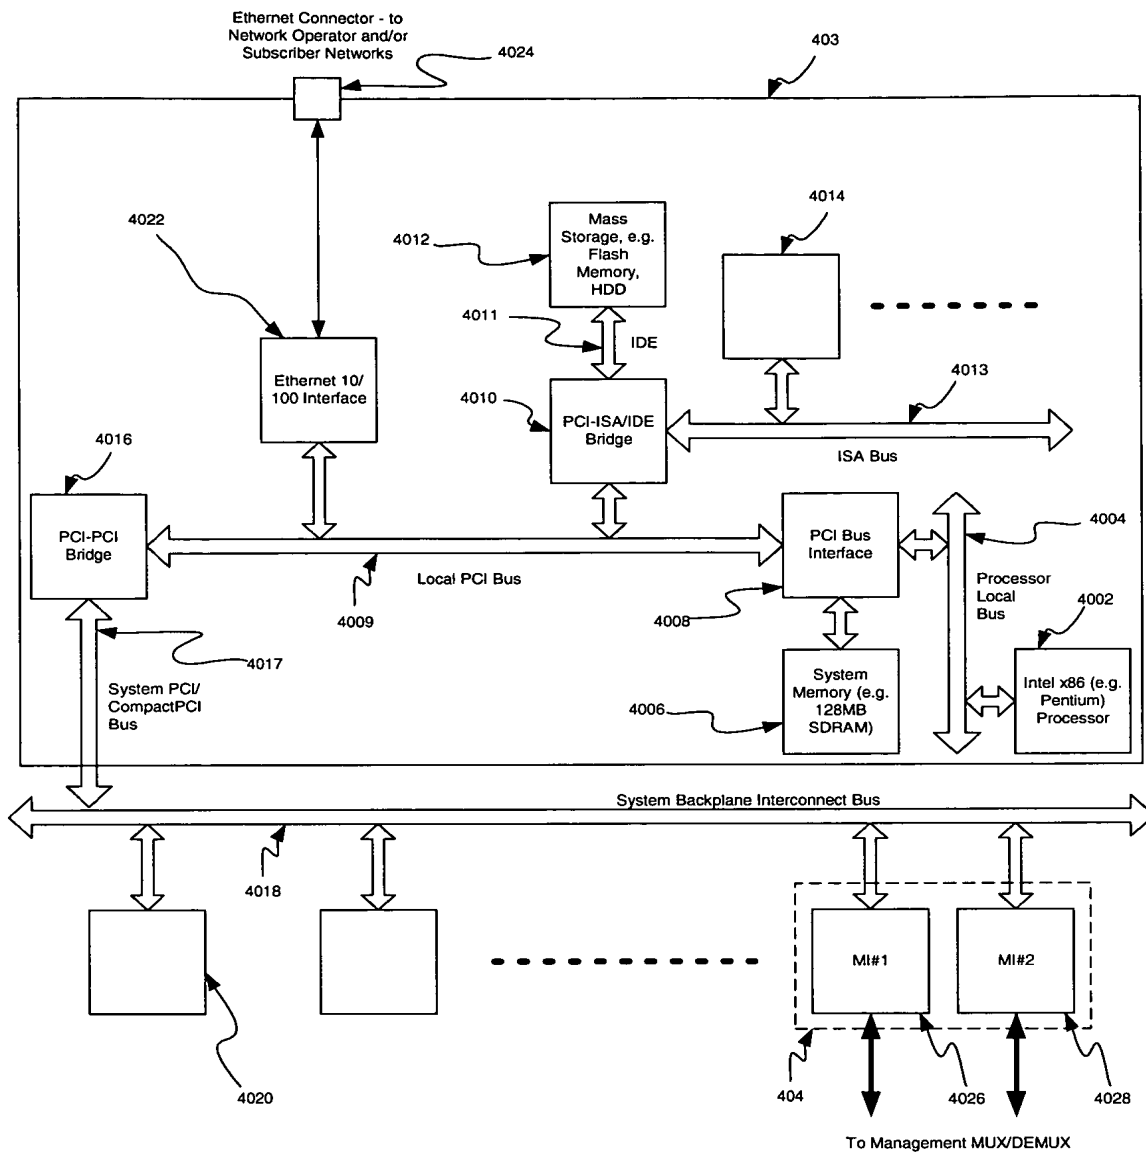 Ethernet Connector - to
Network Operator and/or
Subscriber Networks
4024
403
4022
4012
Mass
Storage, e.g.
Flash
Memory,
HDD
4014
4011
IDE
Ethernet 10/
100 Interface
4010
PCI-ISA/IDE
Bridge
4013
ISA Bus
4016
PCI-PCI
Bridge
PCI Bus
Interface
4004
Local PCI Bus
4009
4008
Processor
Local
Bus
4002
4017
System PCI/
CompactPCI
Bus
4006
System
Memory (e.g.
128MB
SDRAM)
Intel x86 (e.g.
Pentium)
Processor
System Backplane Interconnect Bus
4018
MI#1
MI#2
4020
404
4026
4028
To Management MUX/DEMUX